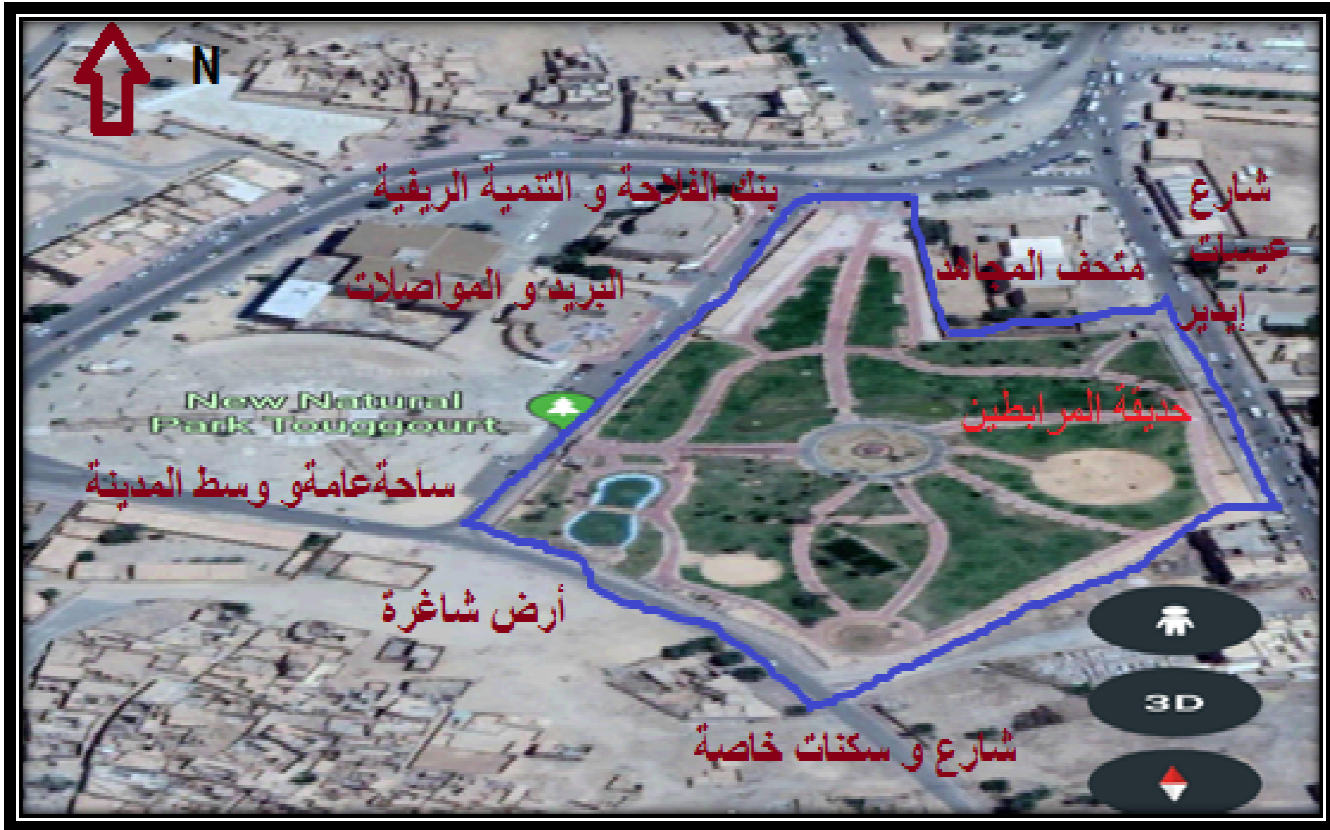 N
بنك الفلاحة و التنمية الريفية
شارع
عيسات
إيدير
متحف المجاهد
البريد و المواصلات
New Natural
Park Touggourt
حديقة المرابطين
ساحةعامةو وسط المدينة
أرض شاغرة
شارع و سكنات خاصة
3D